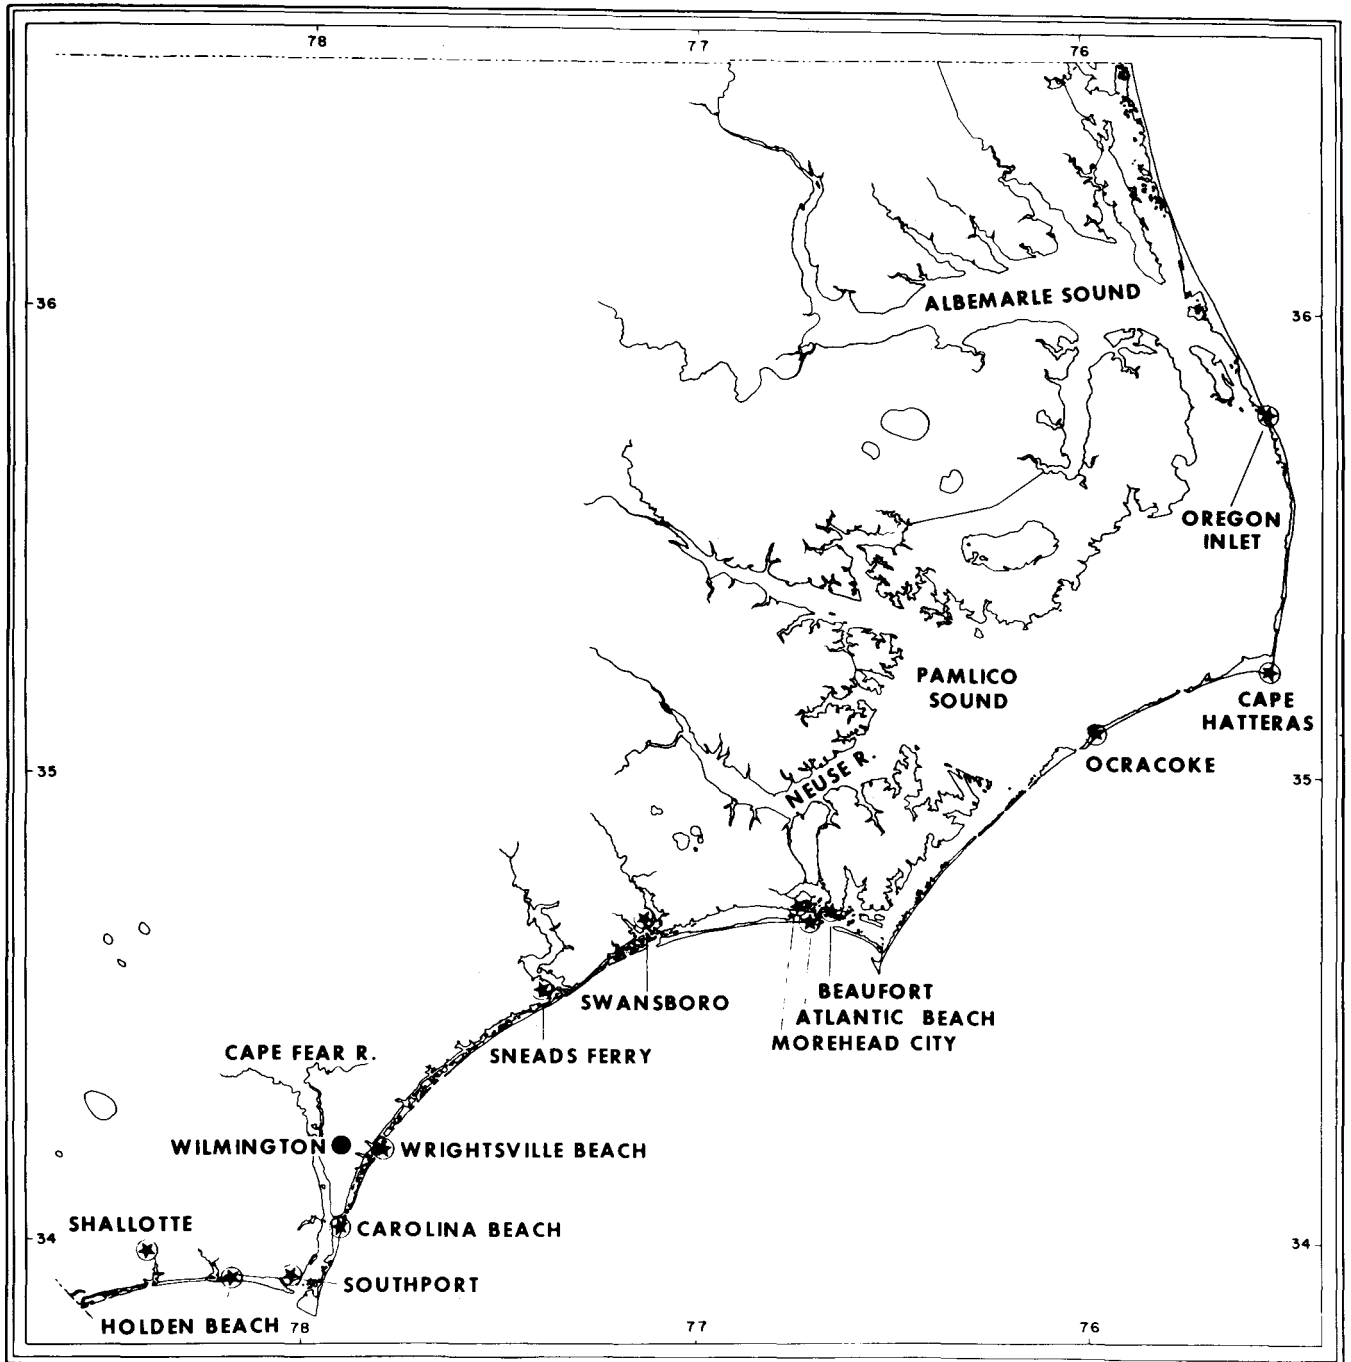 78
77
76
36
ALBEMARLE SOUND
36
OREGON
INLET
PAMLICO
SOUND
CAPE
HATTERAS
35
NEUSE R.
OCRACOKE
35
BEAUFORT
SWANSBORO
ATLANTIC BEACH
MOREHEAD CITY
SNEADS FERRY
CAPE FEAR R.
WILMINGTON
WRIGHTSVILLE BEACH
SHALLOTTE
CAROLINA BEACH
34
34
SOUTHPORT
HOLDEN BEACH
78
77
76